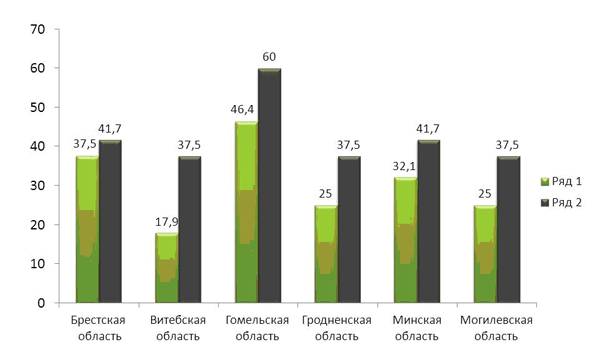 70
60
50
40
30
20
10
0
37,5
41,7
17,9
37,5
46,4
60
25
37,5
32,1
41,7
25
37,5
Брестская
область
Витебская
область
Гомельская
область
Гродненская
область
Минская
область
Могилевская
область
Ряд 1
Ряд 2